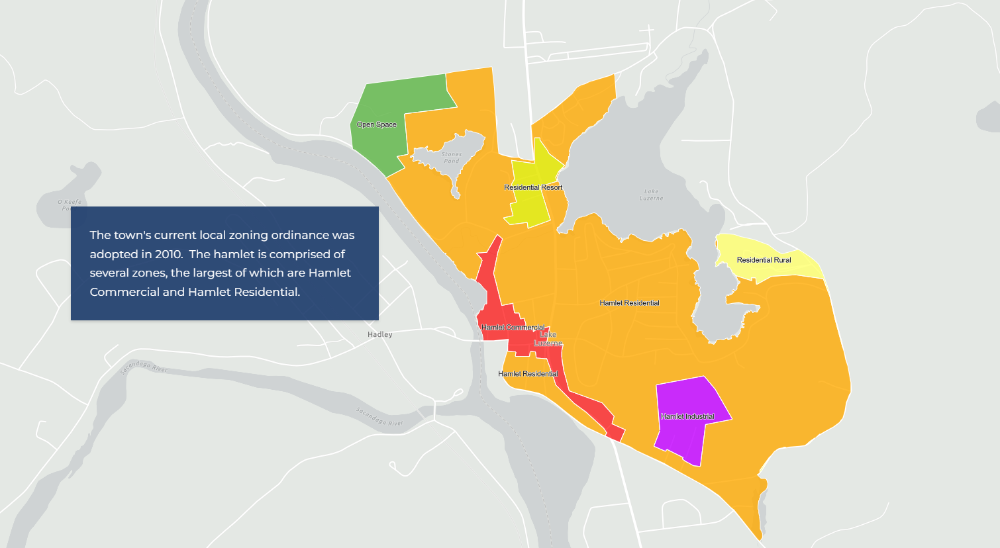 Open Space
Stones
Pond
Residential Resort
Lake
Luzerne
O Keefe
The town's current local zoning ordinance was
adopted in 2010.  The hamlet is comprised of
several zones, the largest of which are Hamlet
Commercial and Hamlet Residential.
Residential Rural
Hamlet Residential
Hamlet Commercial
Hadley
Lake
Luzerne
Sacandaga River
Hamlet Residential
Sacandaga River
Hamlet Industrial